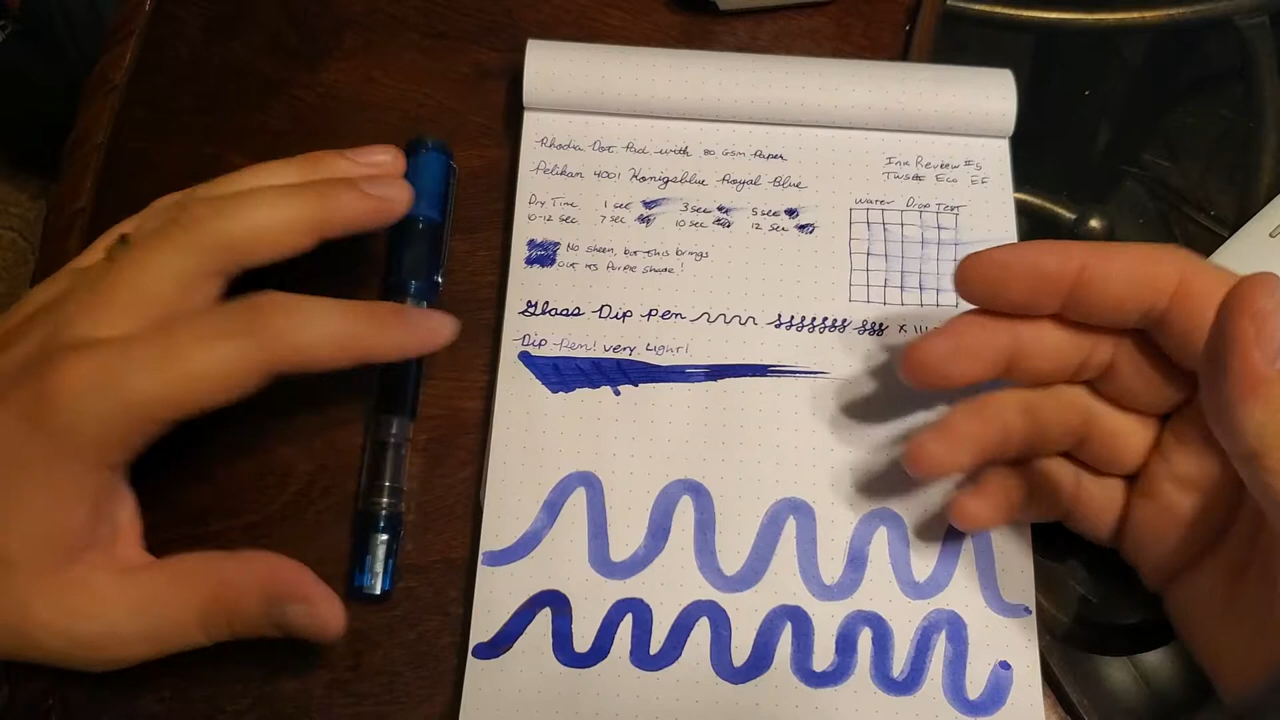 Rhodia Dot Pad with 80 GSM Paper
Pelikan 4001 Konigsblue Royal Blue
Ink Review #5
TWSBI Eco EF
Dry Time 1 sec 3 sec 5 sec
10-12 sec 7 sec 10 sec 12 sec
Water Drop Test
No sheen, but this brings
out its Purple shade!
Glass Dip pen
Dip Pen! very Light!